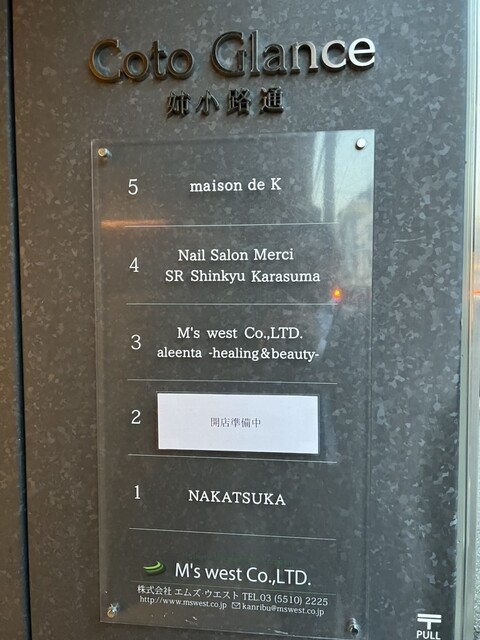 Coto Glance
姉小路通
5 maison de K
4 Nail Salon Merci
SR Shinkyu Karasuma
3 M's west Co.,LTD.
aleenta -healing&beauty-
2 開店準備中
1 NAKATSUKA
M's west Co.,LTD.
株式会社 エムズ ウエスト TEL.03 (5510) 2225
http://www.mswest.co.jp ✉ kanribu@mswest.co.jp
〒
PULL